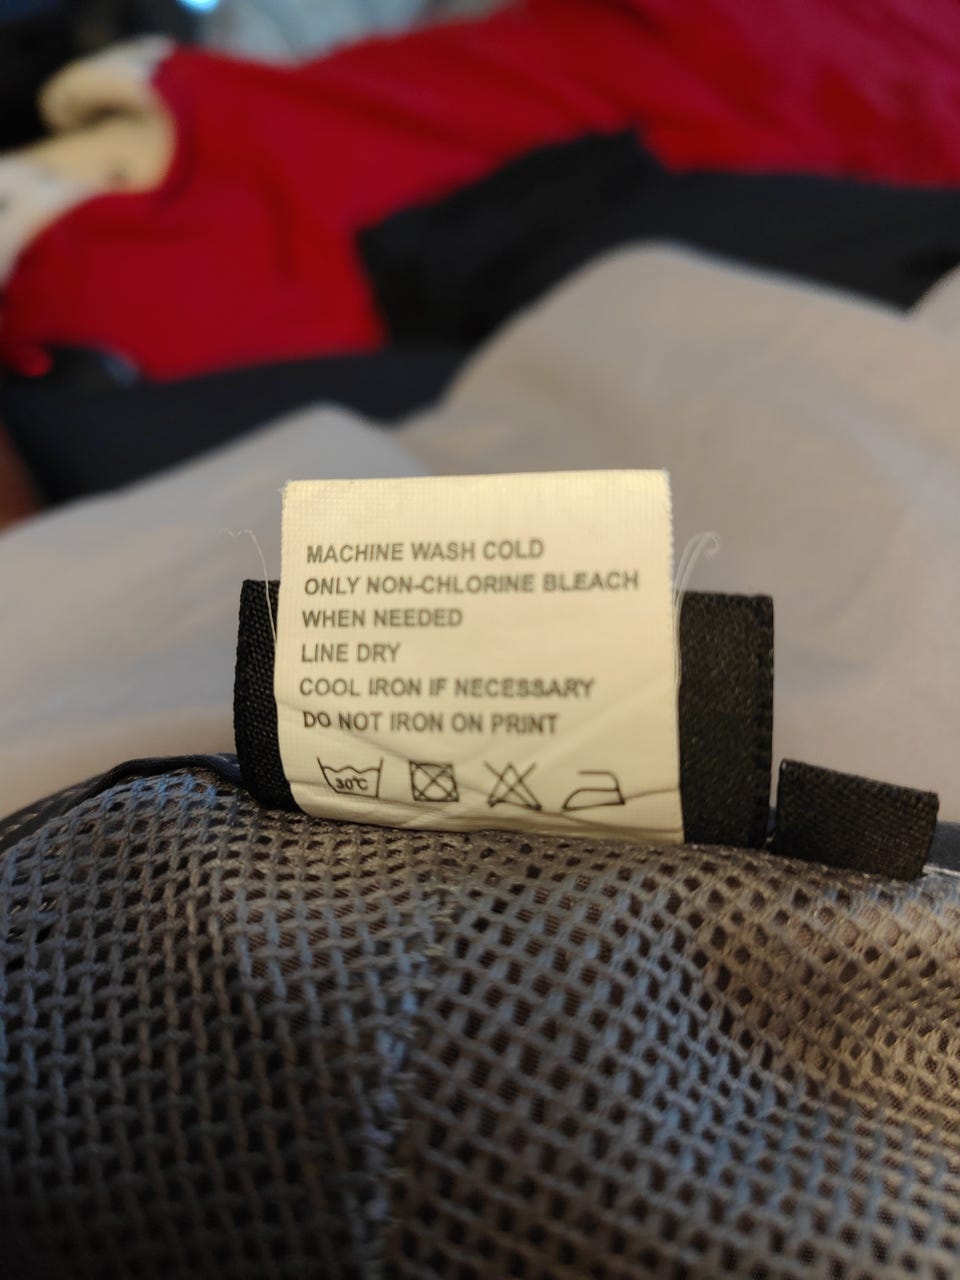 MACHINE WASH COLD
ONLY NON-CHLORINE BLEACH
WHEN NEEDED
LINE DRY
COOL IRON IF NECESSARY
DO NOT IRON ON PRINT
30℃